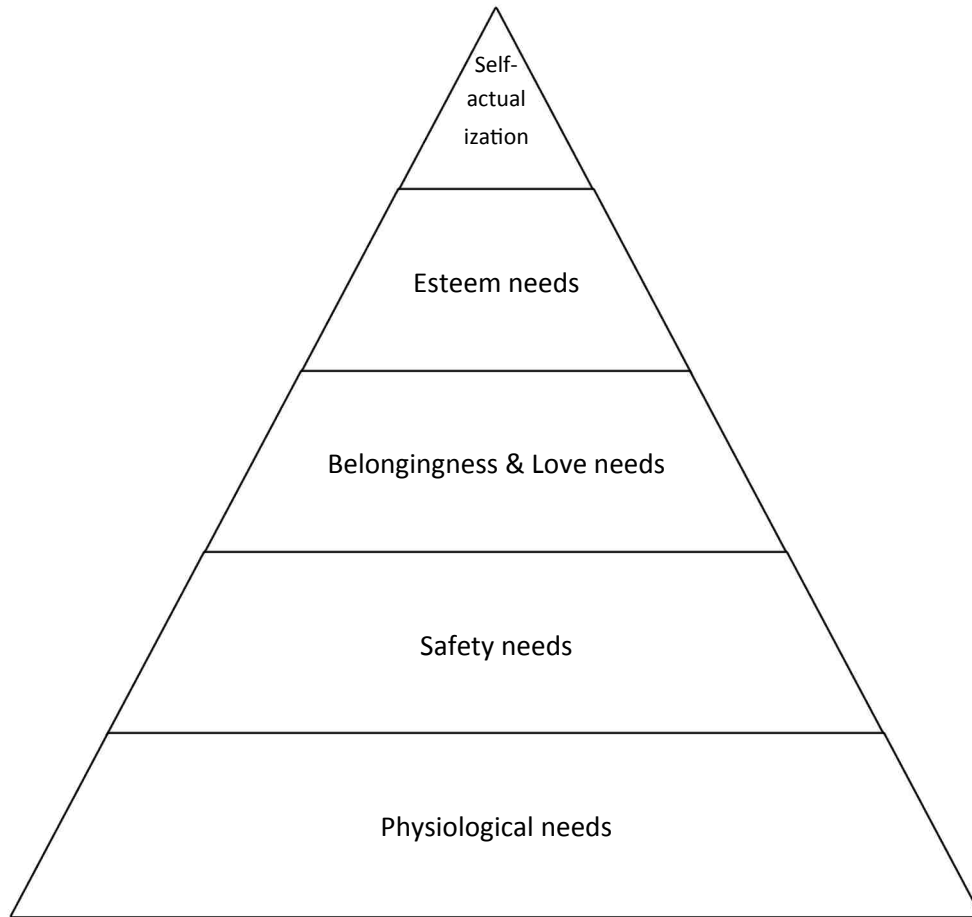 Self-
actual
ization
Esteem needs
Belongingness & Love needs
Safety needs
Physiological needs